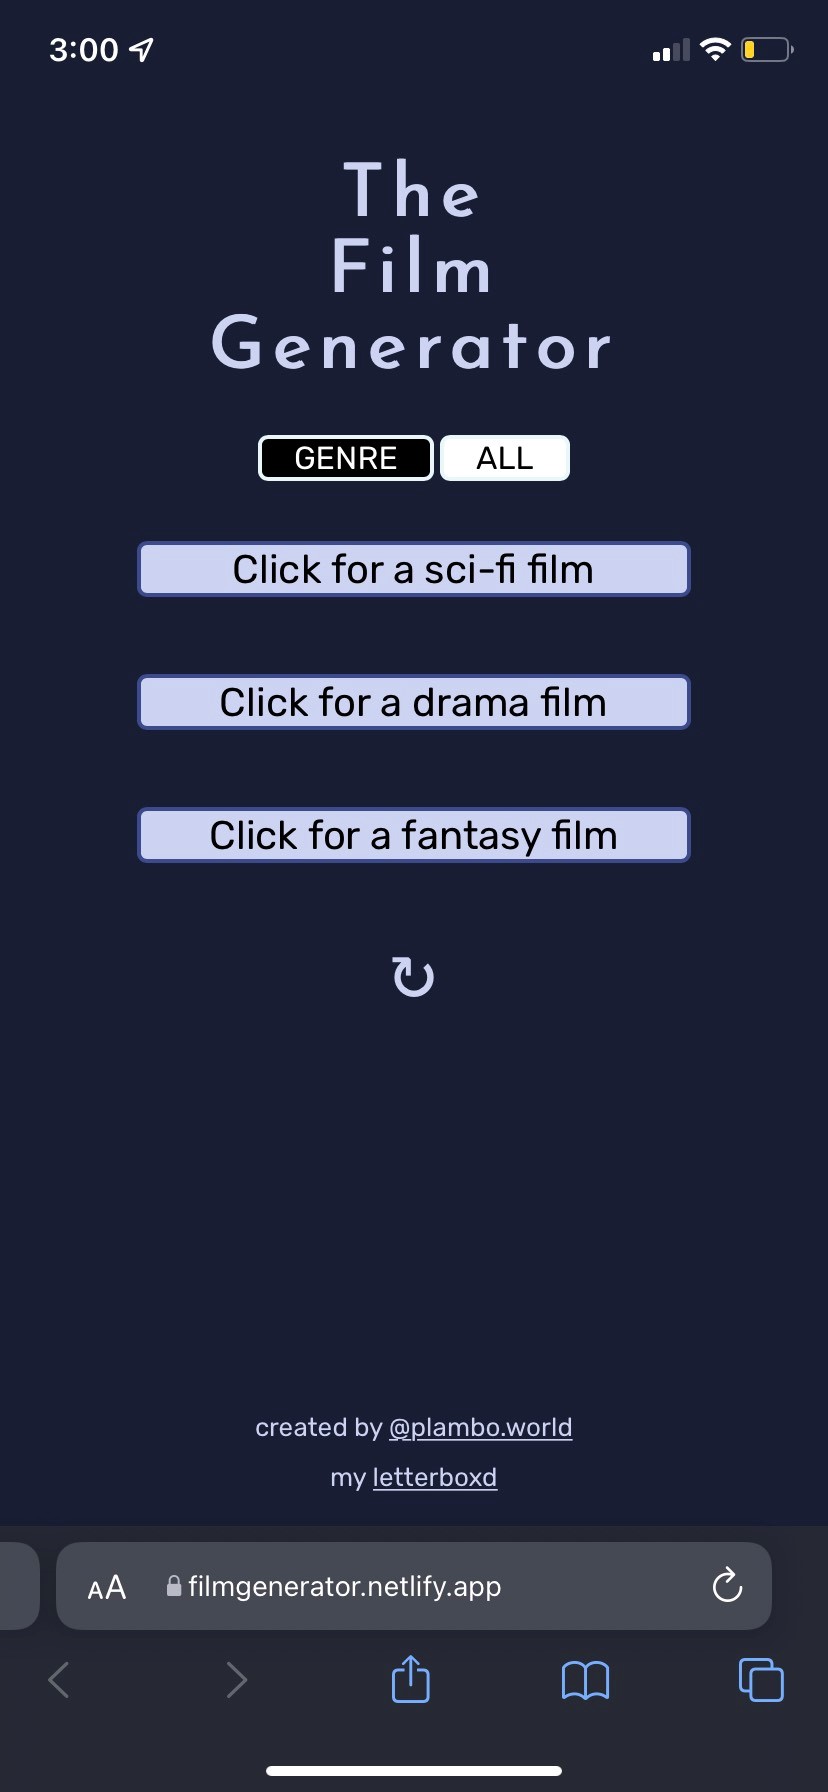 3:00
The
Film
Generator
GENRE ALL
Click for a sci-fi film
Click for a drama film
Click for a fantasy film
created by @plambo.world
my letterboxd
AA filmgenerator.netlify.app